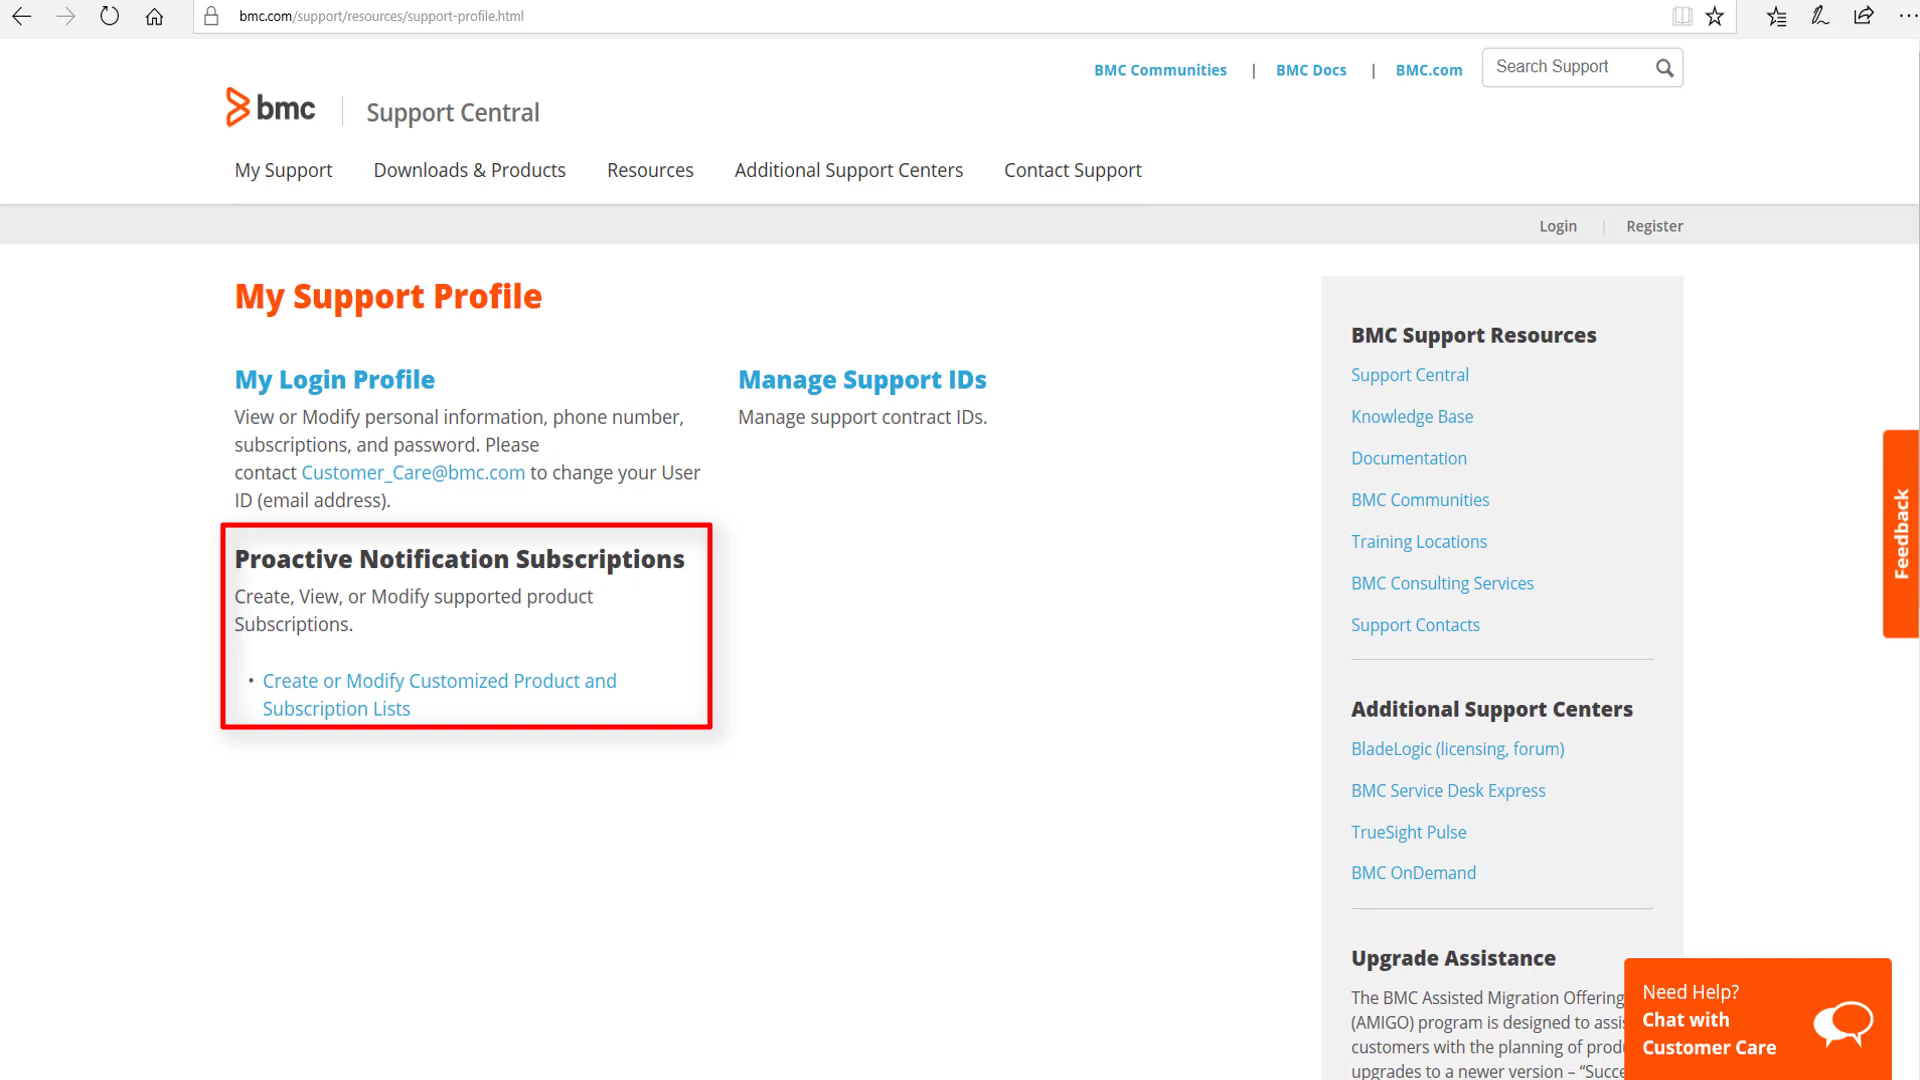 bmc.com/support/resources/support-profile.html
BMC Communities | BMC Docs | BMC.com
Search Support
bmc
Support Central
My Support
Downloads & Products
Resources
Additional Support Centers
Contact Support
Login | Register
My Support Profile
My Login Profile
View or Modify personal information, phone number,
subscriptions, and password. Please
contact Customer_Care@bmc.com to change your User
ID (email address).
Manage Support IDs
Manage support contract IDs.
Proactive Notification Subscriptions
Create, View, or Modify supported product
Subscriptions.
• Create or Modify Customized Product and
Subscription Lists
BMC Support Resources
Support Central
Knowledge Base
Documentation
BMC Communities
Training Locations
BMC Consulting Services
Support Contacts
Additional Support Centers
BladeLogic (licensing, forum)
BMC Service Desk Express
TrueSight Pulse
BMC OnDemand
Upgrade Assistance
The BMC Assisted Migration Offering
(AMIGO) program is designed to assis
customers with the planning of produ
upgrades to a newer version – “Succe
Feedback
Need Help?
Chat with
Customer Care